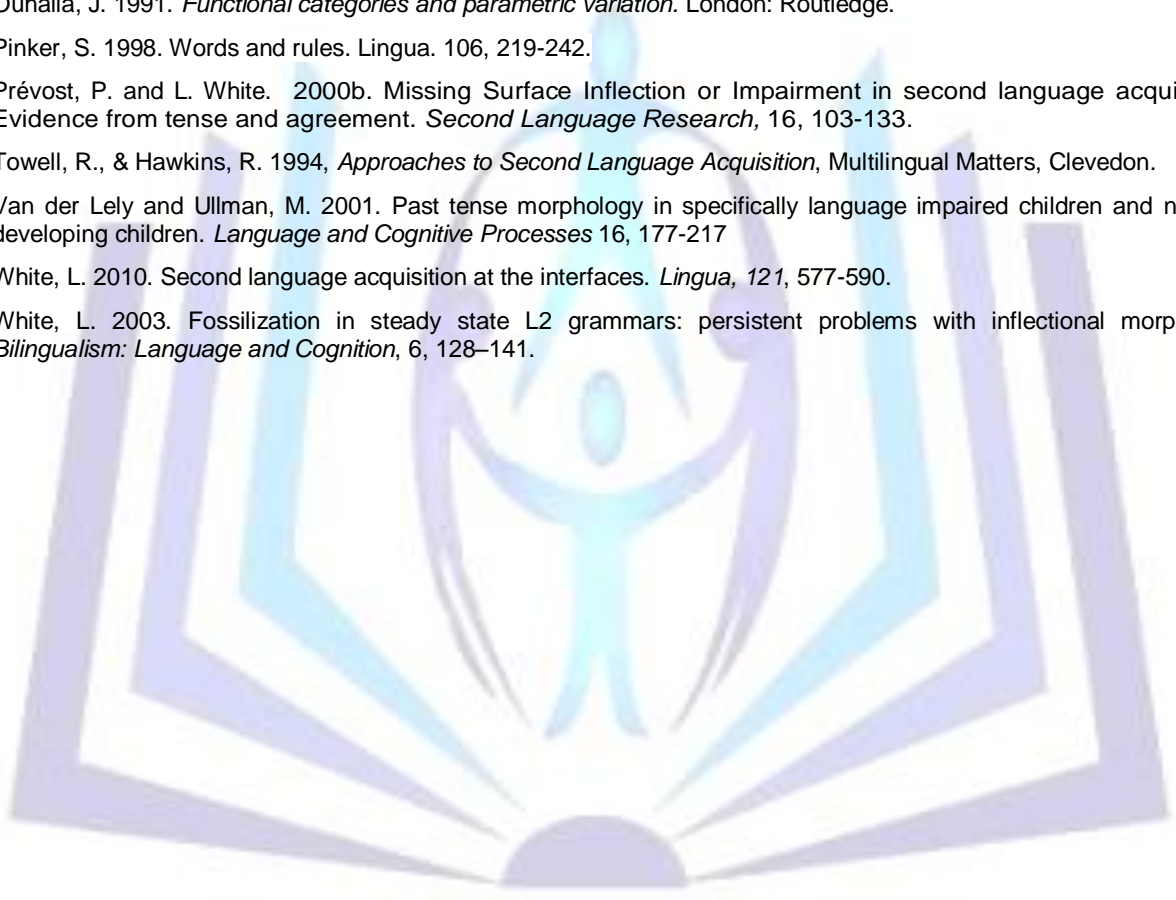 Ouhalla, J. 1991. Functional categories and parametric variation. London: Routledge.
Pinker, S. 1998. Words and rules. Lingua. 106, 219-242.
Prévost, P. and L. White. 2000b. Missing Surface Inflection or Impairment in second language acqui
Evidence from tense and agreement. Second Language Research, 16, 103-133.
Towell, R., & Hawkins, R. 1994, Approaches to Second Language Acquisition, Multilingual Matters, Clevedon.
Van der Lely and Ullman, M. 2001. Past tense morphology in specifically language impaired children and n
developing children. Language and Cognitive Processes 16, 177-217
White, L. 2010. Second language acquisition at the interfaces. Lingua, 121, 577-590.
White, L. 2003. Fossilization in steady state L2 grammars: persistent problems with inflectional morp
Bilingualism: Language and Cognition, 6, 128–141.